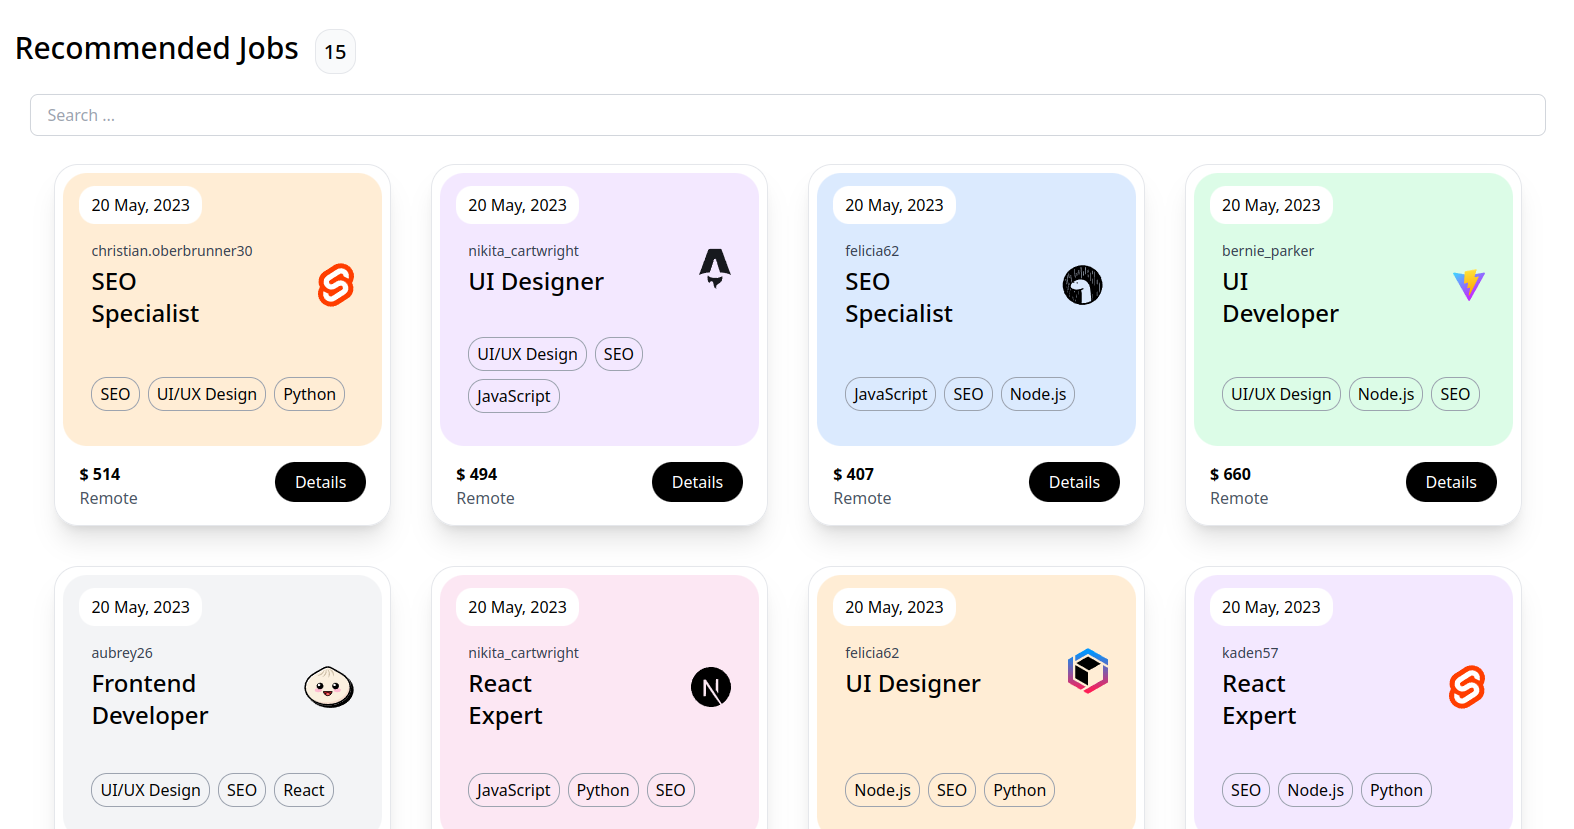 Recommended Jobs 15
Search ...
20 May, 2023
christian.oberbrunner30
SEO
Specialist
SEO UI/UX Design Python
$ 514
Remote
Details
20 May, 2023
nikita_cartwright
UI Designer
UI/UX Design SEO
JavaScript
$ 494
Remote
Details
20 May, 2023
felicia62
SEO
Specialist
JavaScript SEO Node.js
$ 407
Remote
Details
20 May, 2023
bernie_parker
UI
Developer
UI/UX Design Node.js SEO
$ 660
Remote
Details
20 May, 2023
aubrey26
Frontend
Developer
UI/UX Design SEO React
20 May, 2023
nikita_cartwright
React
Expert
N
JavaScript Python SEO
20 May, 2023
felicia62
UI Designer
Node.js SEO Python
20 May, 2023
kaden57
React
Expert
SEO Node.js Python